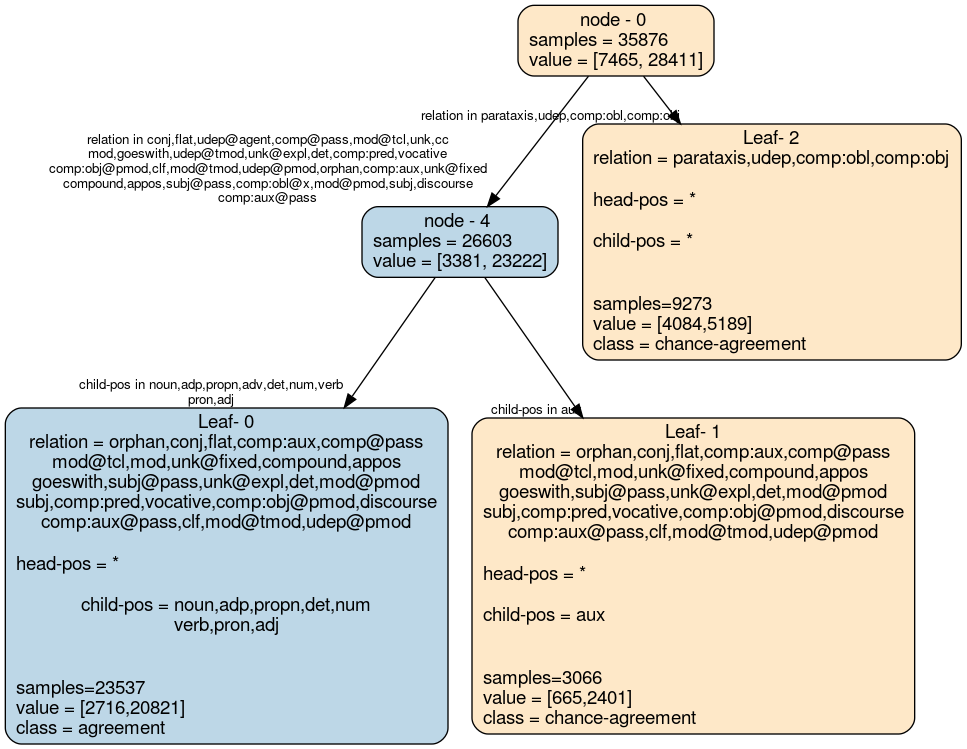 node - 0
samples = 35876
value = [7465, 28411]
relation in parataxis,udep,comp:obl,comp:obj
relation in conj,flat,udep@agent,comp@pass,mod@tcl,unk,cc
mod,goeswith,udep@tmod,unk@expl,det,comp:pred,vocative
comp:obj@pmod,clf,mod@tmod,udep@pmod,orphan,comp:aux,unk@fixed
compound,appos,subj@pass,comp:obl@x,mod@pmod,subj,discourse
comp:aux@pass
Leaf- 2
relation = parataxis,udep,comp:obl,comp:obj
head-pos = *
child-pos = *
samples=9273
value = [4084,5189]
class = chance-agreement
node - 4
samples = 26603
value = [3381, 23222]
child-pos in noun,adp,propn,adv,det,num,verb
pron,adj
child-pos in aux
Leaf- 0
relation = orphan,conj,flat,comp:aux,comp@pass
mod@tcl,mod,unk@fixed,compound,appos
goeswith,subj@pass,unk@expl,det,mod@pmod
subj,comp:pred,vocative,comp:obj@pmod,discourse
comp:aux@pass,clf,mod@tmod,udep@pmod
head-pos = *
child-pos = noun,adp,propn,det,num
verb,pron,adj
samples=23537
value = [2716,20821]
class = agreement
Leaf- 1
relation = orphan,conj,flat,comp:aux,comp@pass
mod@tcl,mod,unk@fixed,compound,appos
goeswith,subj@pass,unk@expl,det,mod@pmod
subj,comp:pred,vocative,comp:obj@pmod,discourse
comp:aux@pass,clf,mod@tmod,udep@pmod
head-pos = *
child-pos = aux
samples=3066
value = [665,2401]
class = chance-agreement